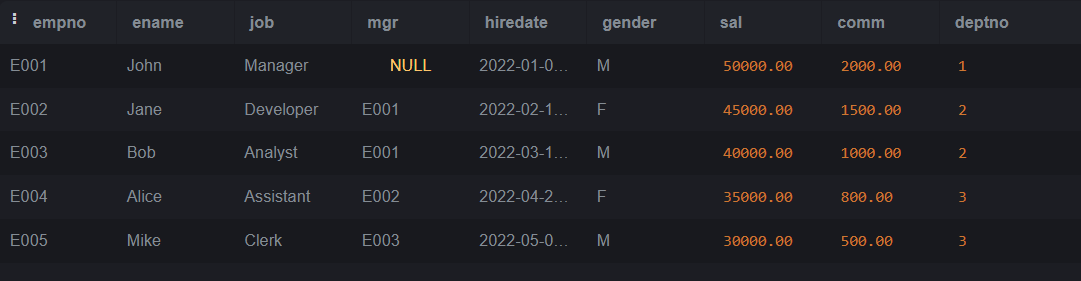 empno ename job mgr hiredate gender sal comm deptno
E001 John Manager NULL 2022-01-0... M 50000.00 2000.00 1
E002 Jane Developer E001 2022-02-1... F 45000.00 1500.00 2
E003 Bob Analyst E001 2022-03-1... M 40000.00 1000.00 2
E004 Alice Assistant E002 2022-04-2... F 35000.00 800.00 3
E005 Mike Clerk E003 2022-05-0... M 30000.00 500.00 3